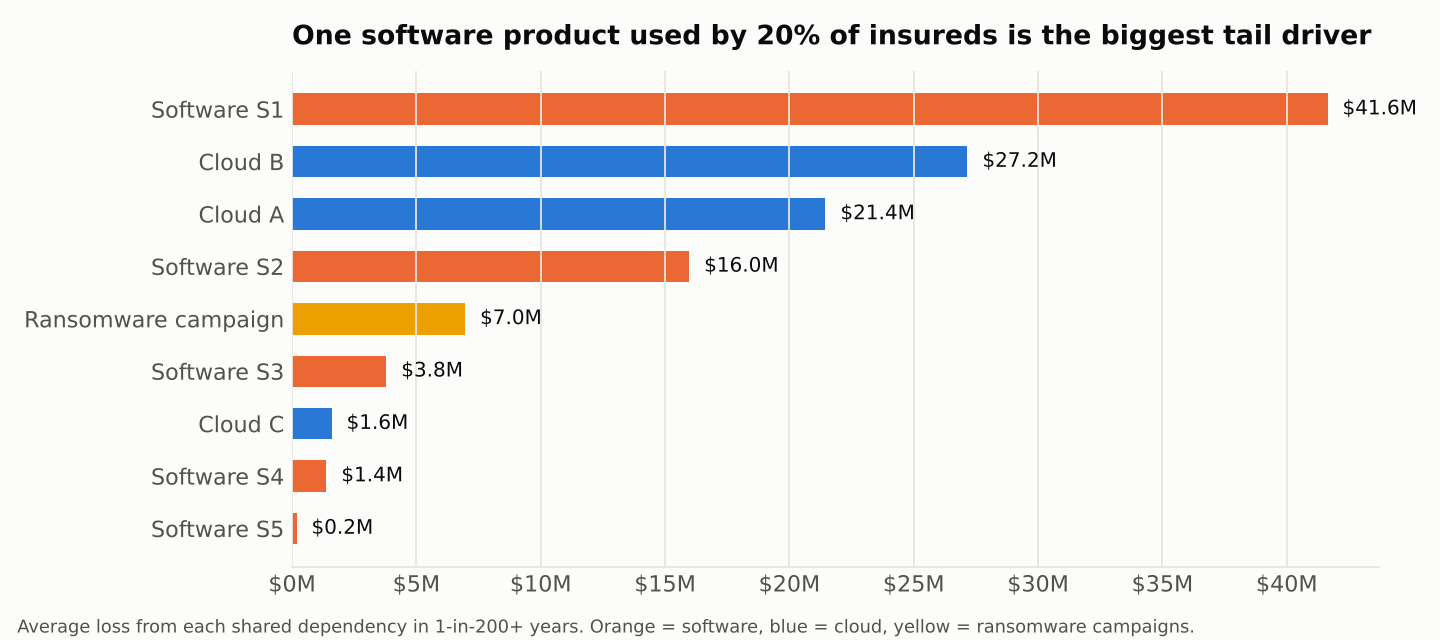 One software product used by 20% of insureds is the biggest tail driver
Software S1
$41.6M
Cloud B
$27.2M
Cloud A
$21.4M
Software S2
$16.0M
Ransomware campaign
$7.0M
Software S3
$3.8M
Cloud C
$1.6M
Software S4
$1.4M
Software S5
$0.2M
$0M $5M $10M $15M $20M $25M $30M $35M $40M
Average loss from each shared dependency in 1-in-200+ years. Orange = software, blue = cloud, yellow = ransomware campaigns.